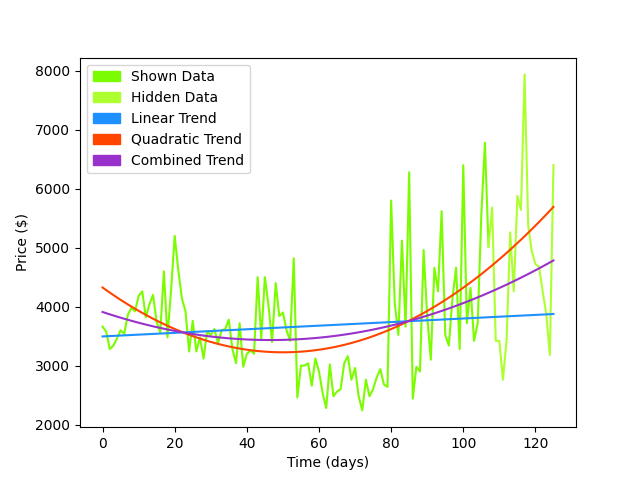 Shown Data
Hidden Data
Linear Trend
Quadratic Trend
Combined Trend
8000
7000
6000
5000
4000
3000
2000
Price ($)
0 20 40 60 80 100 120
Time (days)